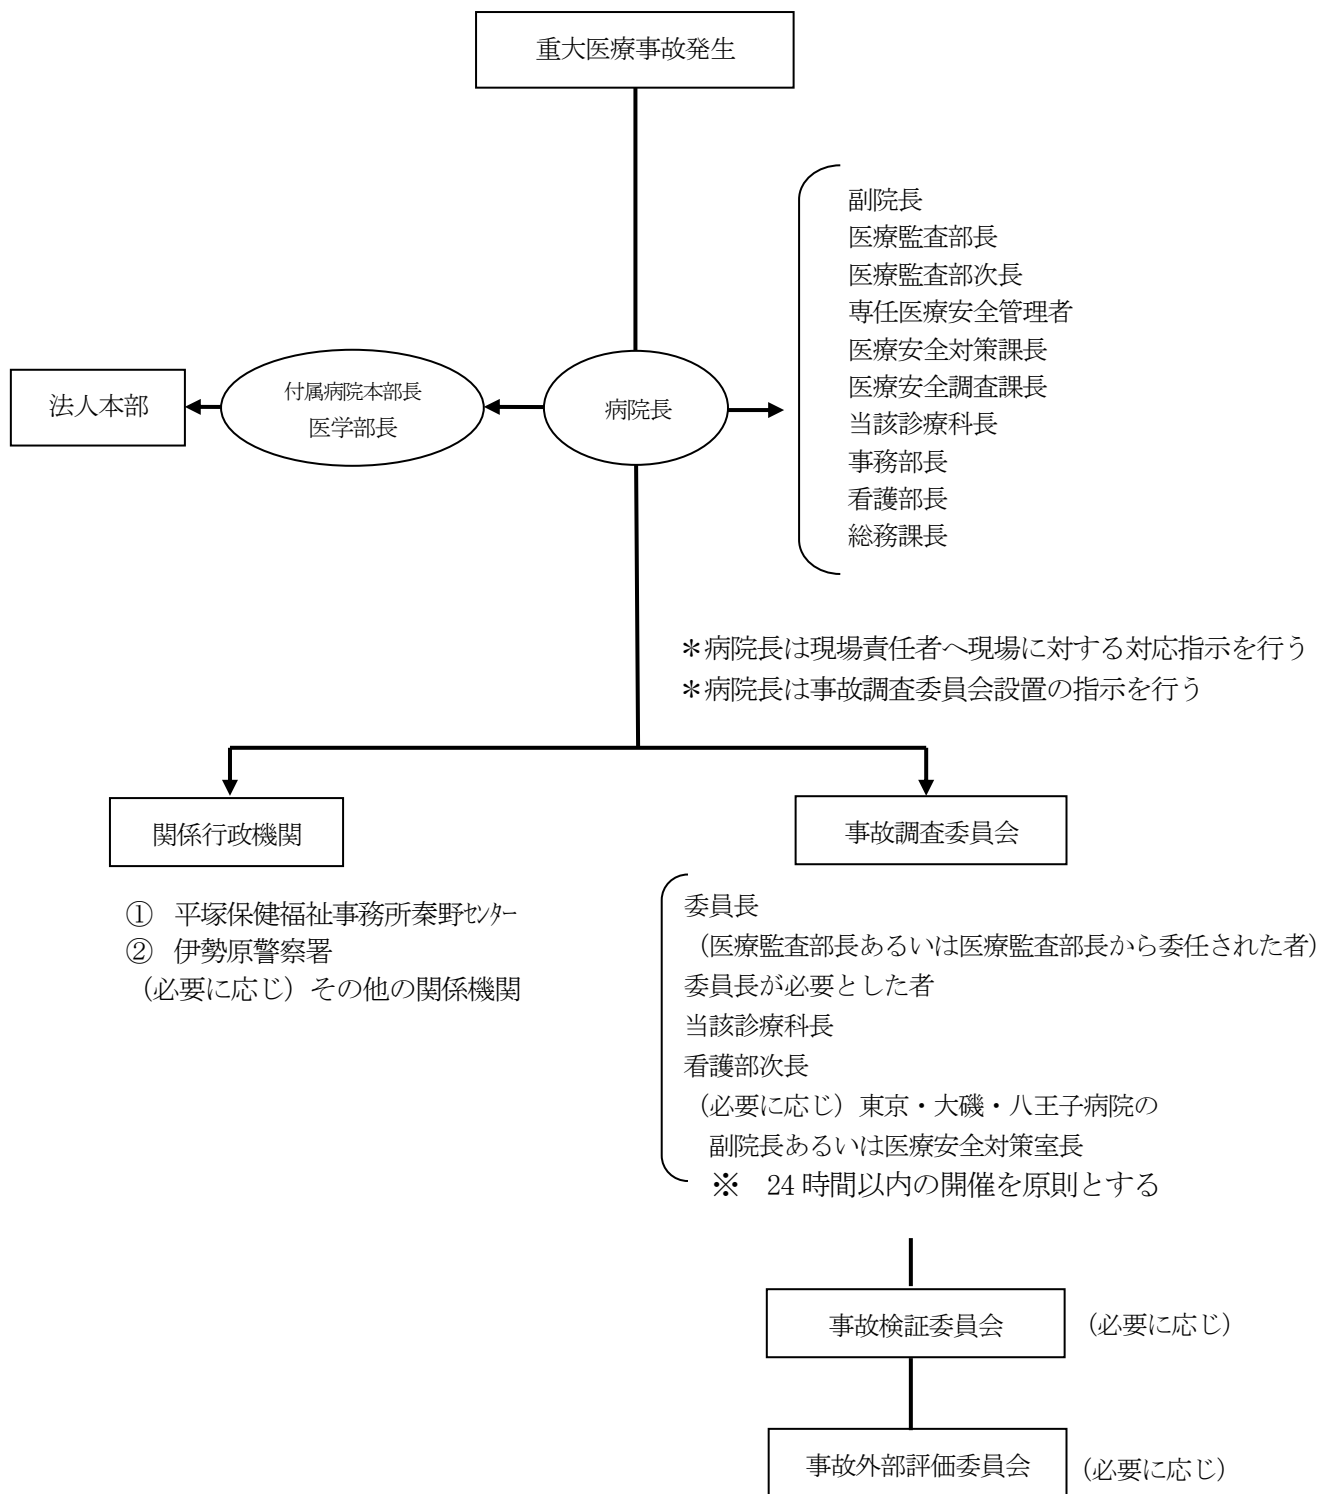 重大医療事故発生
副院長
医療監査部長
医療監査部次長
専任医療安全管理者
医療安全対策課長
医療安全調査課長
当該診療科長
事務部長
看護部長
総務課長
法人本部
付属病院本部長
医学部長
病院長
＊病院長は現場責任者へ現場に対する対応指示を行う
＊病院長は事故調査委員会設置の指示を行う
関係行政機関
① 平塚保健福祉事務所秦野ｾﾝﾀｰ
② 伊勢原警察署
（必要に応じ）その他の関係機関
事故調査委員会
委員長
（医療監査部長あるいは医療監査部長から委任された者）
委員長が必要とした者
当該診療科長
看護部次長
（必要に応じ）東京・大磯・八王子病院の
副院長あるいは医療安全対策室長
※ 24時間以内の開催を原則とする
事故検証委員会
（必要に応じ）
事故外部評価委員会
（必要に応じ）